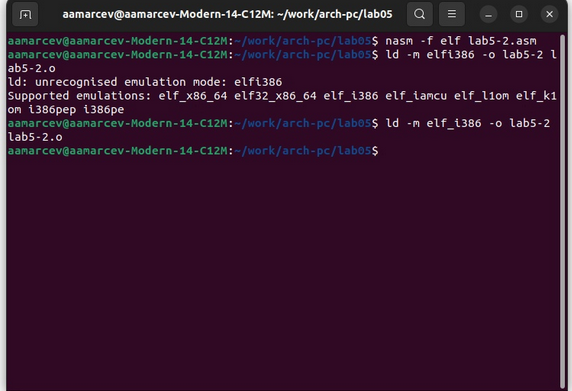 aamarcev@aamarcev-Modern-14-C12M: ~/work/arch-pc/lab05
aamarcev@aamarcev-Modern-14-C12M:~/work/arch-pc/lab05$ nasm -f elf lab5-2.asm
aamarcev@aamarcev-Modern-14-C12M:~/work/arch-pc/lab05$ ld -m elfi386 -o lab5-2 l
ab5-2.o
ld: unrecognised emulation mode: elfi386
Supported emulations: elf_x86_64 elf32_x86_64 elf_i386 elf_iamcu elf_l1om elf_k1
om i386pep i386pe
aamarcev@aamarcev-Modern-14-C12M:~/work/arch-pc/lab05$ ld -m elf_i386 -o lab5-2
lab5-2.o
aamarcev@aamarcev-Modern-14-C12M:~/work/arch-pc/lab05$